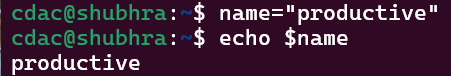 cdac@shubhra:~$ name="productive"
cdac@shubhra:~$ echo $name
productive